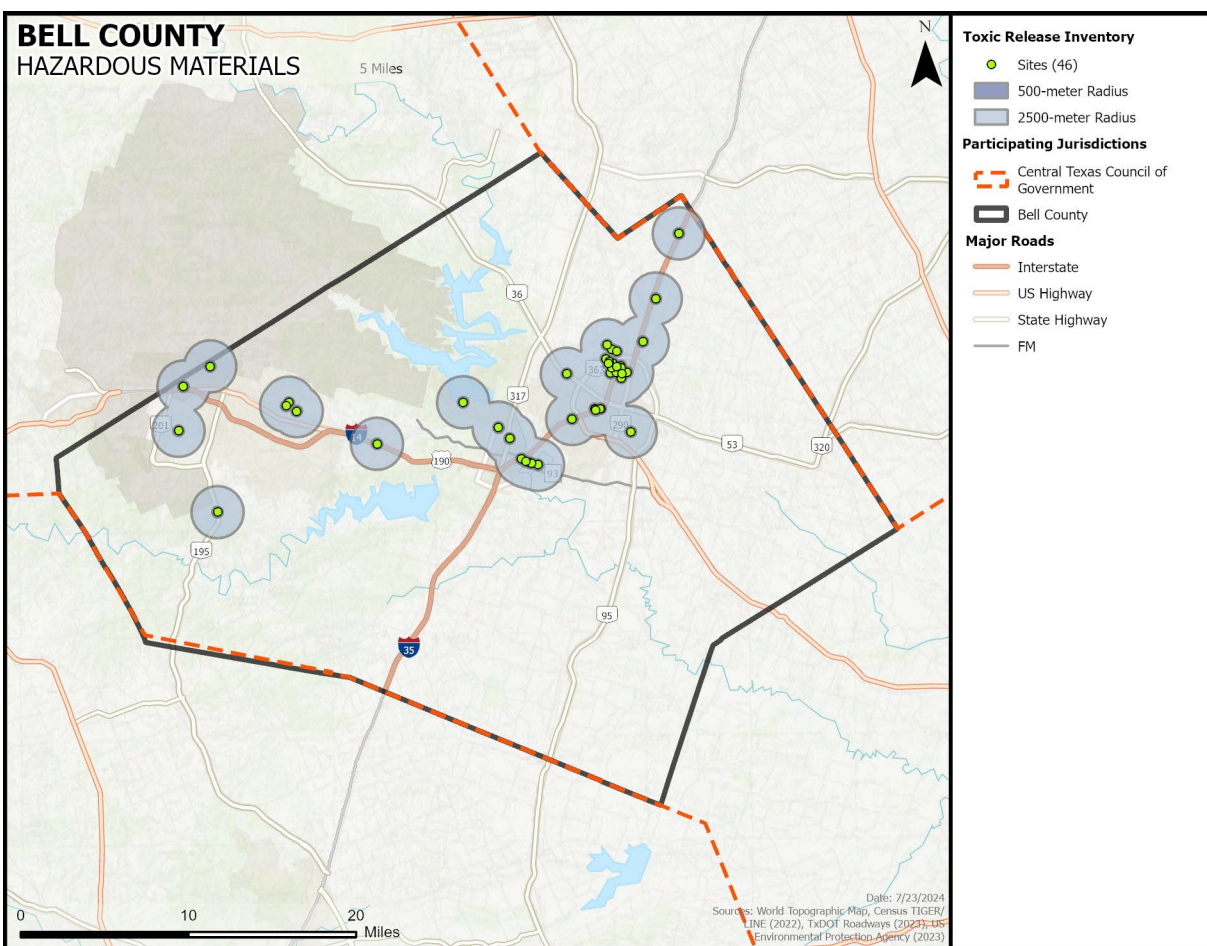 BELL COUNTY
HAZARDOUS MATERIALS
5 Miles
N
36
317
363
290
53
320
201
14
190
93
195
95
35
0 10 20
Miles
Date: 7/23/2024
Sources: World Topographic Map, Census TIGER/
LINE (2022), TxDOT Roadways (2023), US
Environmental Protection Agency (2023)
Toxic Release Inventory
Sites (46)
500-meter Radius
2500-meter Radius
Participating Jurisdictions
Central Texas Council of
Government
Bell County
Major Roads
Interstate
US Highway
State Highway
FM